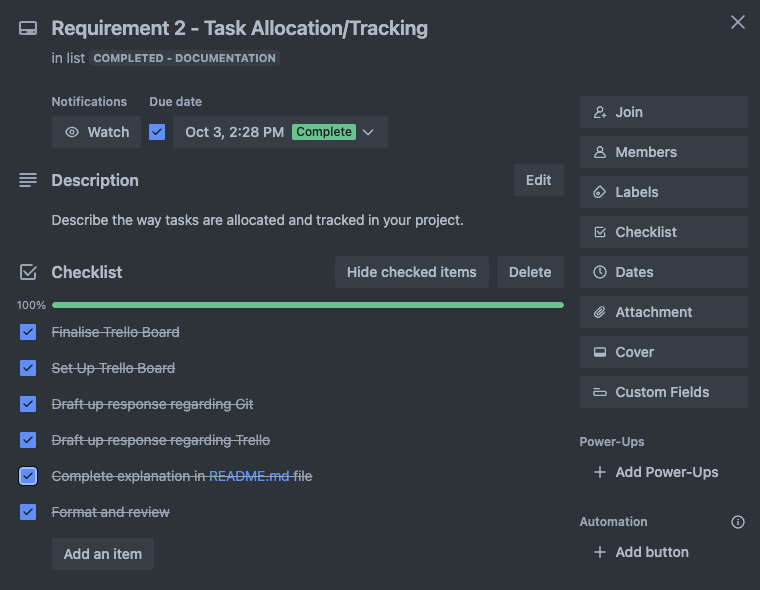 Requirement 2 - Task Allocation/Tracking
in list COMPLETED - DOCUMENTATION
Notifications Due date
Watch Oct 3, 2:28 PM Complete
Description Edit
Describe the way tasks are allocated and tracked in your project.
Checklist Hide checked items Delete
100%
Finalise Trello Board
Set Up Trello Board
Draft up response regarding Git
Draft up response regarding Trello
Complete explanation in README.md file
Format and review
Add an item
Join
Members
Labels
Checklist
Dates
Attachment
Cover
Custom Fields
Power-Ups
Add Power-Ups
Automation
Add button